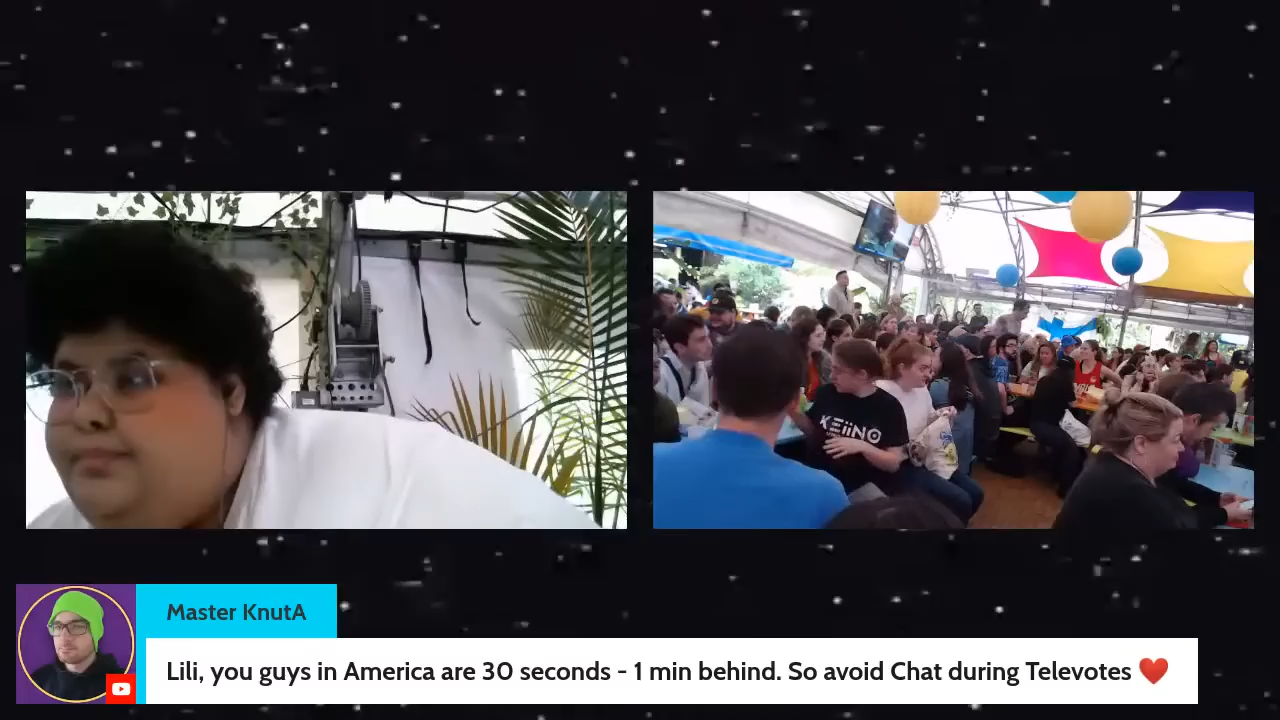 KEiiNO
Master KnutA
Lili, you guys in America are 30 seconds - 1 min behind. So avoid Chat during Televotes ❤️